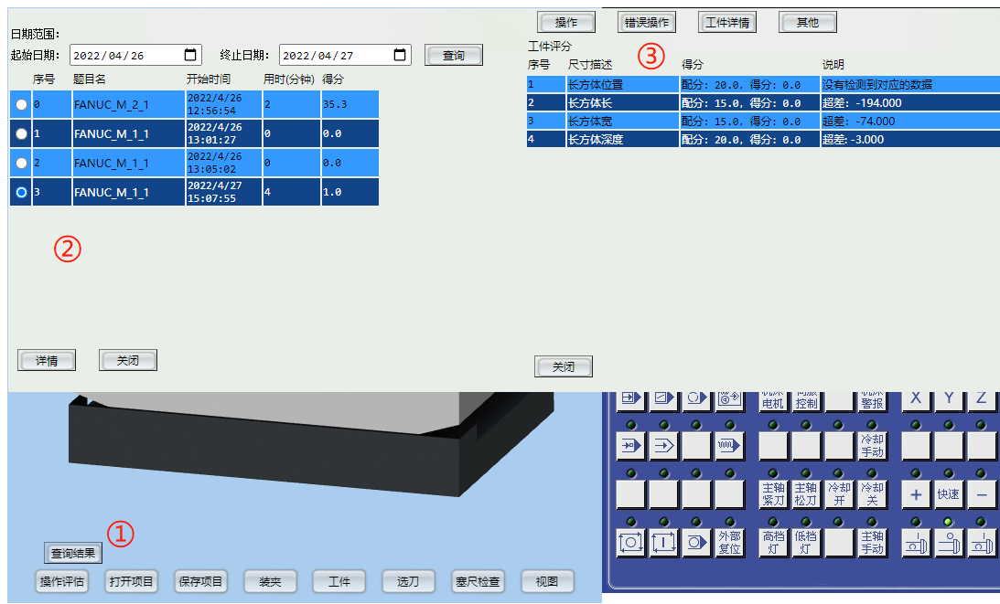 日期范围：
起始日期： 2022/04/26 终止日期： 2022/04/27 查询
序号 题目名 开始时间 用时(分钟) 得分
0 FANUC_M_2_1 2022/4/26 12:56:54 2 35.3
1 FANUC_M_1_1 2022/4/26 13:01:27 0 0.0
2 FANUC_M_1_1 2022/4/26 13:05:02 0 0.0
3 FANUC_M_1_1 2022/4/27 15:07:55 4 1.0
②
详情 关闭
操作 错误操作 工件详情 其他
工件评分
③
序号 尺寸描述 得分 说明
1 长方体位置 配分：20.0，得分：0.0 没有检测到对应的数据
2 长方体长 配分：15.0，得分：0.0 超差：-194.000
3 长方体宽 配分：15.0，得分：0.0 超差：-74.000
4 长方体深度 配分：20.0，得分：0.0 超差:-3.000
关闭
①
查询结果
操作评估 打开项目 保存项目 装夹 工件 选刀 塞尺检查 视图
电机 控制 警报 X Y Z
冷却手动
主轴紧刀 主轴松刀 冷却开 冷却关 + 快速 −
外部复位 高档灯 低档灯 主轴手动